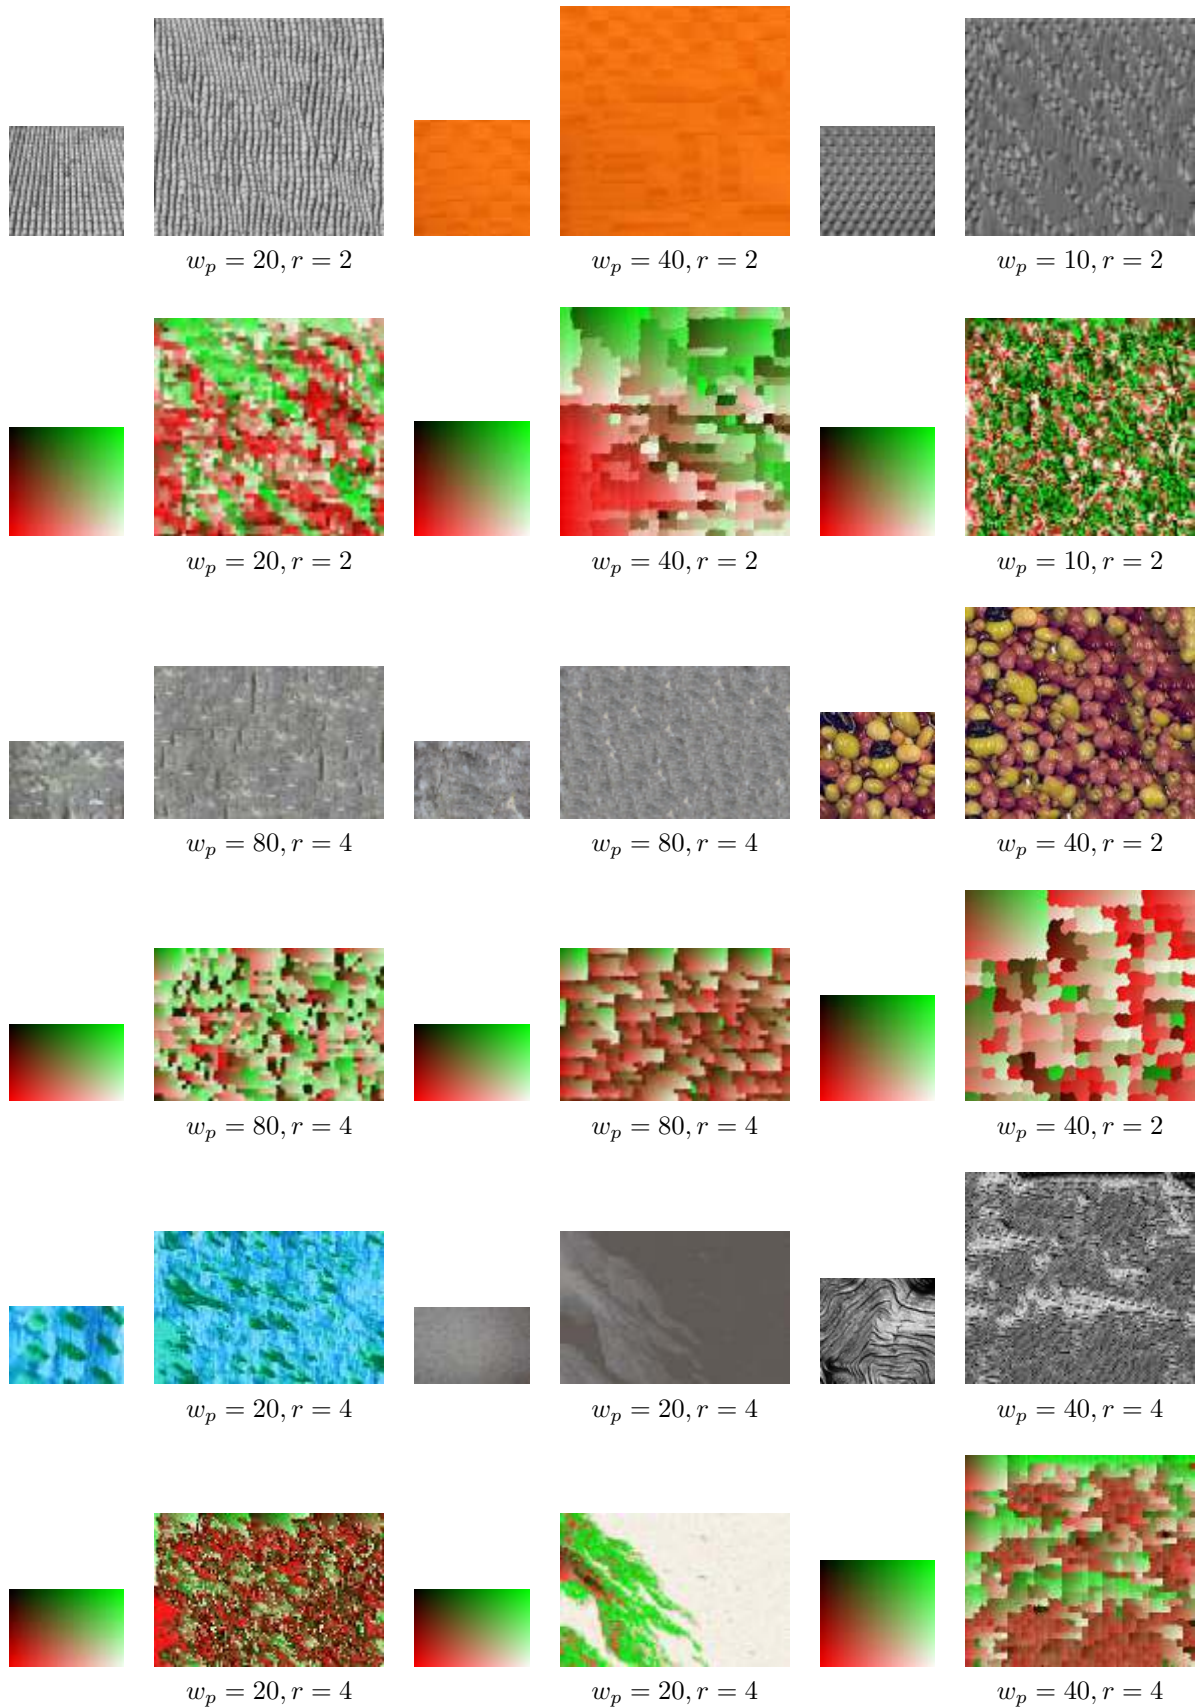 w_p = 20, r = 2 w_p = 40, r = 2 w_p = 10, r = 2
w_p = 20, r = 2 w_p = 40, r = 2 w_p = 10, r = 2
w_p = 80, r = 4 w_p = 80, r = 4 w_p = 40, r = 2
w_p = 80, r = 4 w_p = 80, r = 4 w_p = 40, r = 2
w_p = 20, r = 4 w_p = 20, r = 4 w_p = 40, r = 4
w_p = 20, r = 4 w_p = 20, r = 4 w_p = 40, r = 4